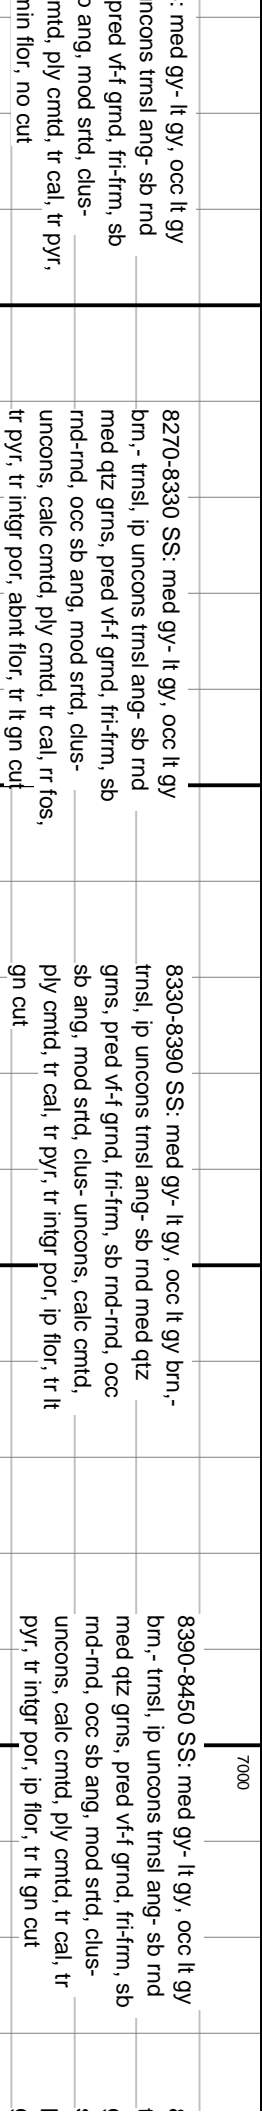 : med gy- lt gy, occ lt gy
ncons trnsl ang- sb rnd
pred vf-f grnd, fri-frm, sb
ang, mod srtd, clus-
mtd, ply cmtd, tr cal, tr pyr,
min flor, no cut
8270-8330 SS: med gy- lt gy , occ lt gy
brn,- trnsl, ip uncons trnsl ang- sb rnd
med qtz grns, pred vf-f grnd, fri-frm, sb
rnd-rnd, occ sb ang, mod srtd, clus-
uncons, calc cmtd, ply cmtd, tr cal, rr fos,
tr pyr, tr intgr por, abnt flor, tr lt gn cut
8330-8390 SS: med gy- lt gy, occ lt gy brn,-
trnsl, ip uncons trnsl ang- sb rnd med qtz
grns, pred vf-f grnd, fri-frm, sb rnd-rnd, occ
sb ang, mod srtd, clus- uncons, calc cmtd,
ply cmtd, tr cal, tr pyr, tr intgr por, ip flor, tr lt
gn cut
7000
8390-8450 SS: med gy- lt gy , occ lt gy
brn,- trnsl, ip uncons trnsl ang- sb rnd
med qtz grns, pred vf-f grnd, fri-frm, sb
rnd-rnd, occ sb ang, mod srtd, clus-
uncons, calc cmtd, ply cmtd, tr cal, tr
pyr, tr intgr por, ip flor, tr lt gn cut